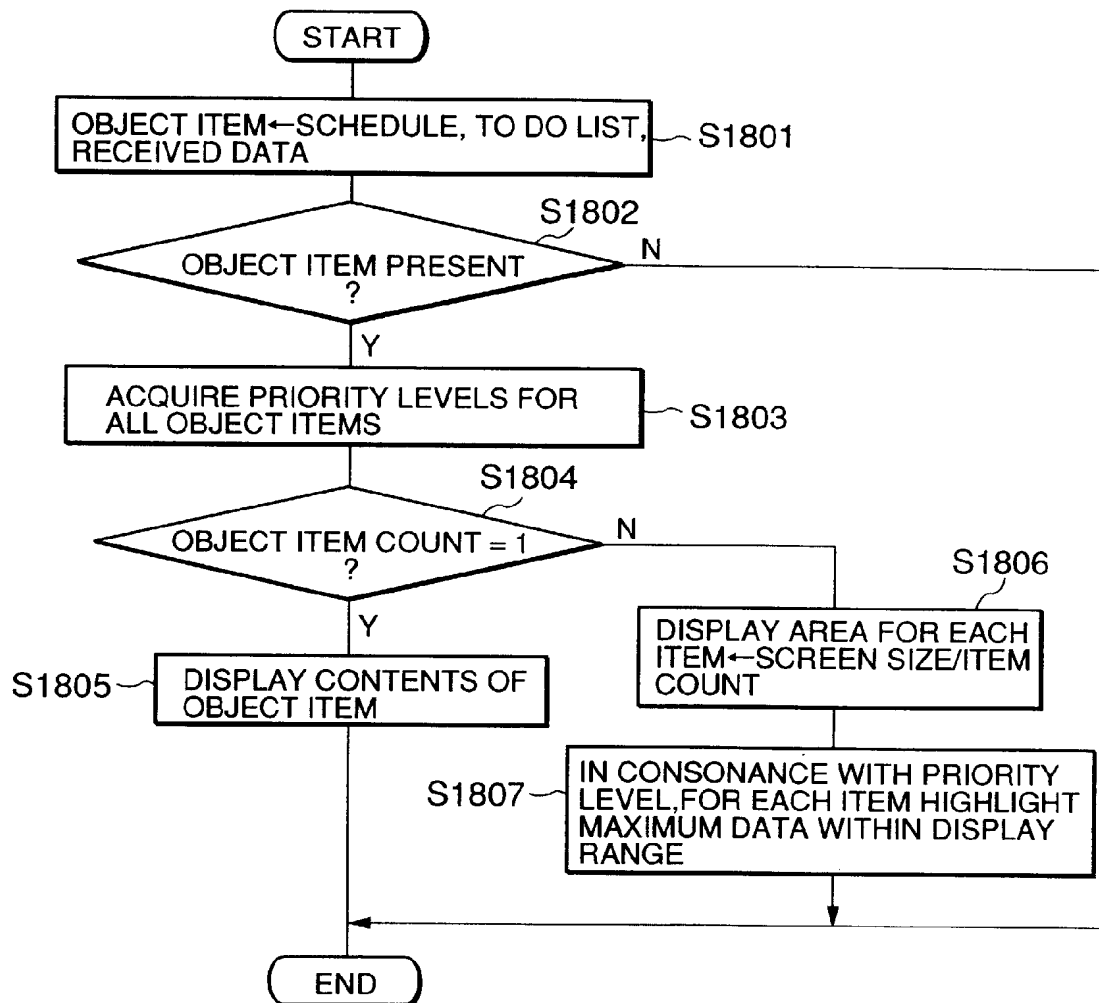 START
OBJECT ITEM←SCHEDULE, TO DO LIST,
RECEIVED DATA
S1801
S1802
OBJECT ITEM PRESENT
?
N
Y
ACQUIRE PRIORITY LEVELS FOR
ALL OBJECT ITEMS
S1803
S1804
OBJECT ITEM COUNT = 1
?
N
Y
S1805
DISPLAY CONTENTS OF
OBJECT ITEM
S1806
DISPLAY AREA FOR EACH
ITEM←SCREEN SIZE/ITEM
COUNT
S1807
IN CONSONANCE WITH PRIORITY
LEVEL,FOR EACH ITEM HIGHLIGHT
MAXIMUM DATA WITHIN DISPLAY
RANGE
END